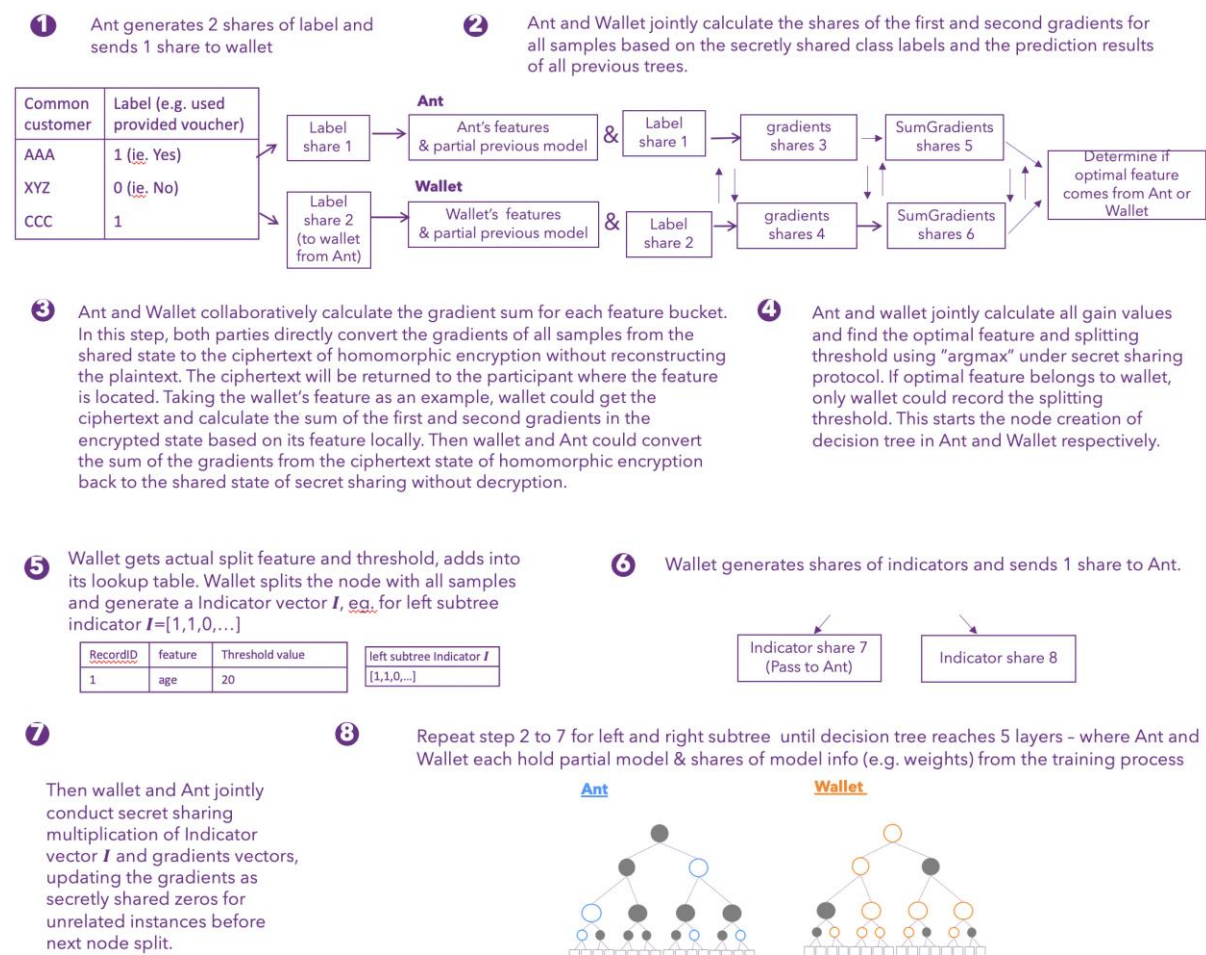 1
Ant generates 2 shares of label and
sends 1 share to wallet
2
Ant and Wallet jointly calculate the shares of the first and second gradients for
all samples based on the secretly shared class labels and the prediction results
of all previous trees.
Common
customer
Label (e.g. used
provided voucher)
AAA
1 (ie. Yes)
XYZ
0 (ie. No)
CCC
1
Label
share 1
Label
share 2
(to wallet
from Ant)
Ant
Ant's features
& partial previous model
&
Label
share 1
gradients
shares 3
SumGradients
shares 5
Wallet
Wallet's features
& partial previous model
&
Label
share 2
gradients
shares 4
SumGradients
shares 6
Determine if
optimal feature
comes from Ant or
Wallet
3
Ant and Wallet collaboratively calculate the gradient sum for each feature bucket.
In this step, both parties directly convert the gradients of all samples from the
shared state to the ciphertext of homomorphic encryption without reconstructing
the plaintext. The ciphertext will be returned to the participant where the feature
is located. Taking the wallet's feature as an example, wallet could get the
ciphertext and calculate the sum of the first and second gradients in the
encrypted state based on its feature locally. Then wallet and Ant could convert
the sum of the gradients from the ciphertext state of homomorphic encryption
back to the shared state of secret sharing without decryption.
4
Ant and wallet jointly calculate all gain values
and find the optimal feature and splitting
threshold using "argmax" under secret sharing
protocol. If optimal feature belongs to wallet,
only wallet could record the splitting
threshold. This starts the node creation of
decision tree in Ant and Wallet respectively.
5
Wallet gets actual split feature and threshold, adds into
its lookup table. Wallet splits the node with all samples
and generate a Indicator vector I, eg. for left subtree
indicator I=[1,1,0,...]
RecordID
feature
Threshold value
1
age
20
left subtree Indicator I
[1,1,0,...]
6
Wallet generates shares of indicators and sends 1 share to Ant.
Indicator share 7
(Pass to Ant)
Indicator share 8
7
Then wallet and Ant jointly
conduct secret sharing
multiplication of Indicator
vector I and gradients vectors,
updating the gradients as
secretly shared zeros for
unrelated instances before
next node split.
8
Repeat step 2 to 7 for left and right subtree until decision tree reaches 5 layers – where Ant and
Wallet each hold partial model & shares of model info (e.g. weights) from the training process
Ant
Wallet